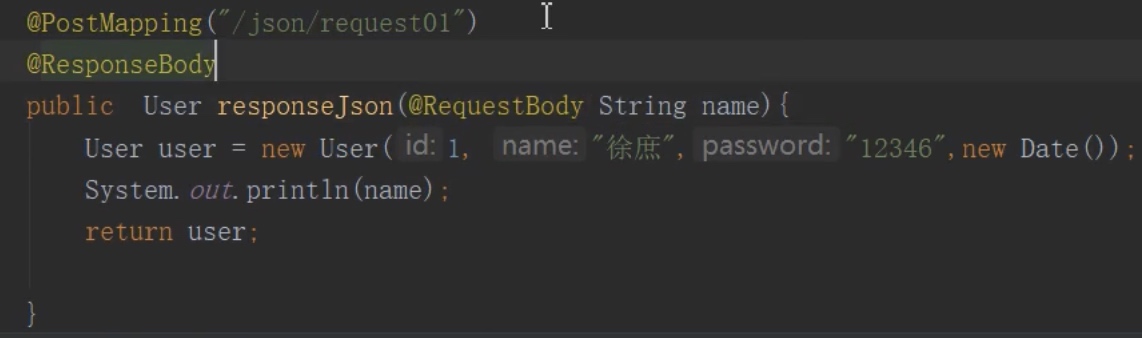 @PostMapping("/json/request01")
@ResponseBody
public  User responseJson(@RequestBody String name){
User user = new User( id: 1,  name: "徐庶", password: "12346",new Date());
System.out.println(name);
return user;
}